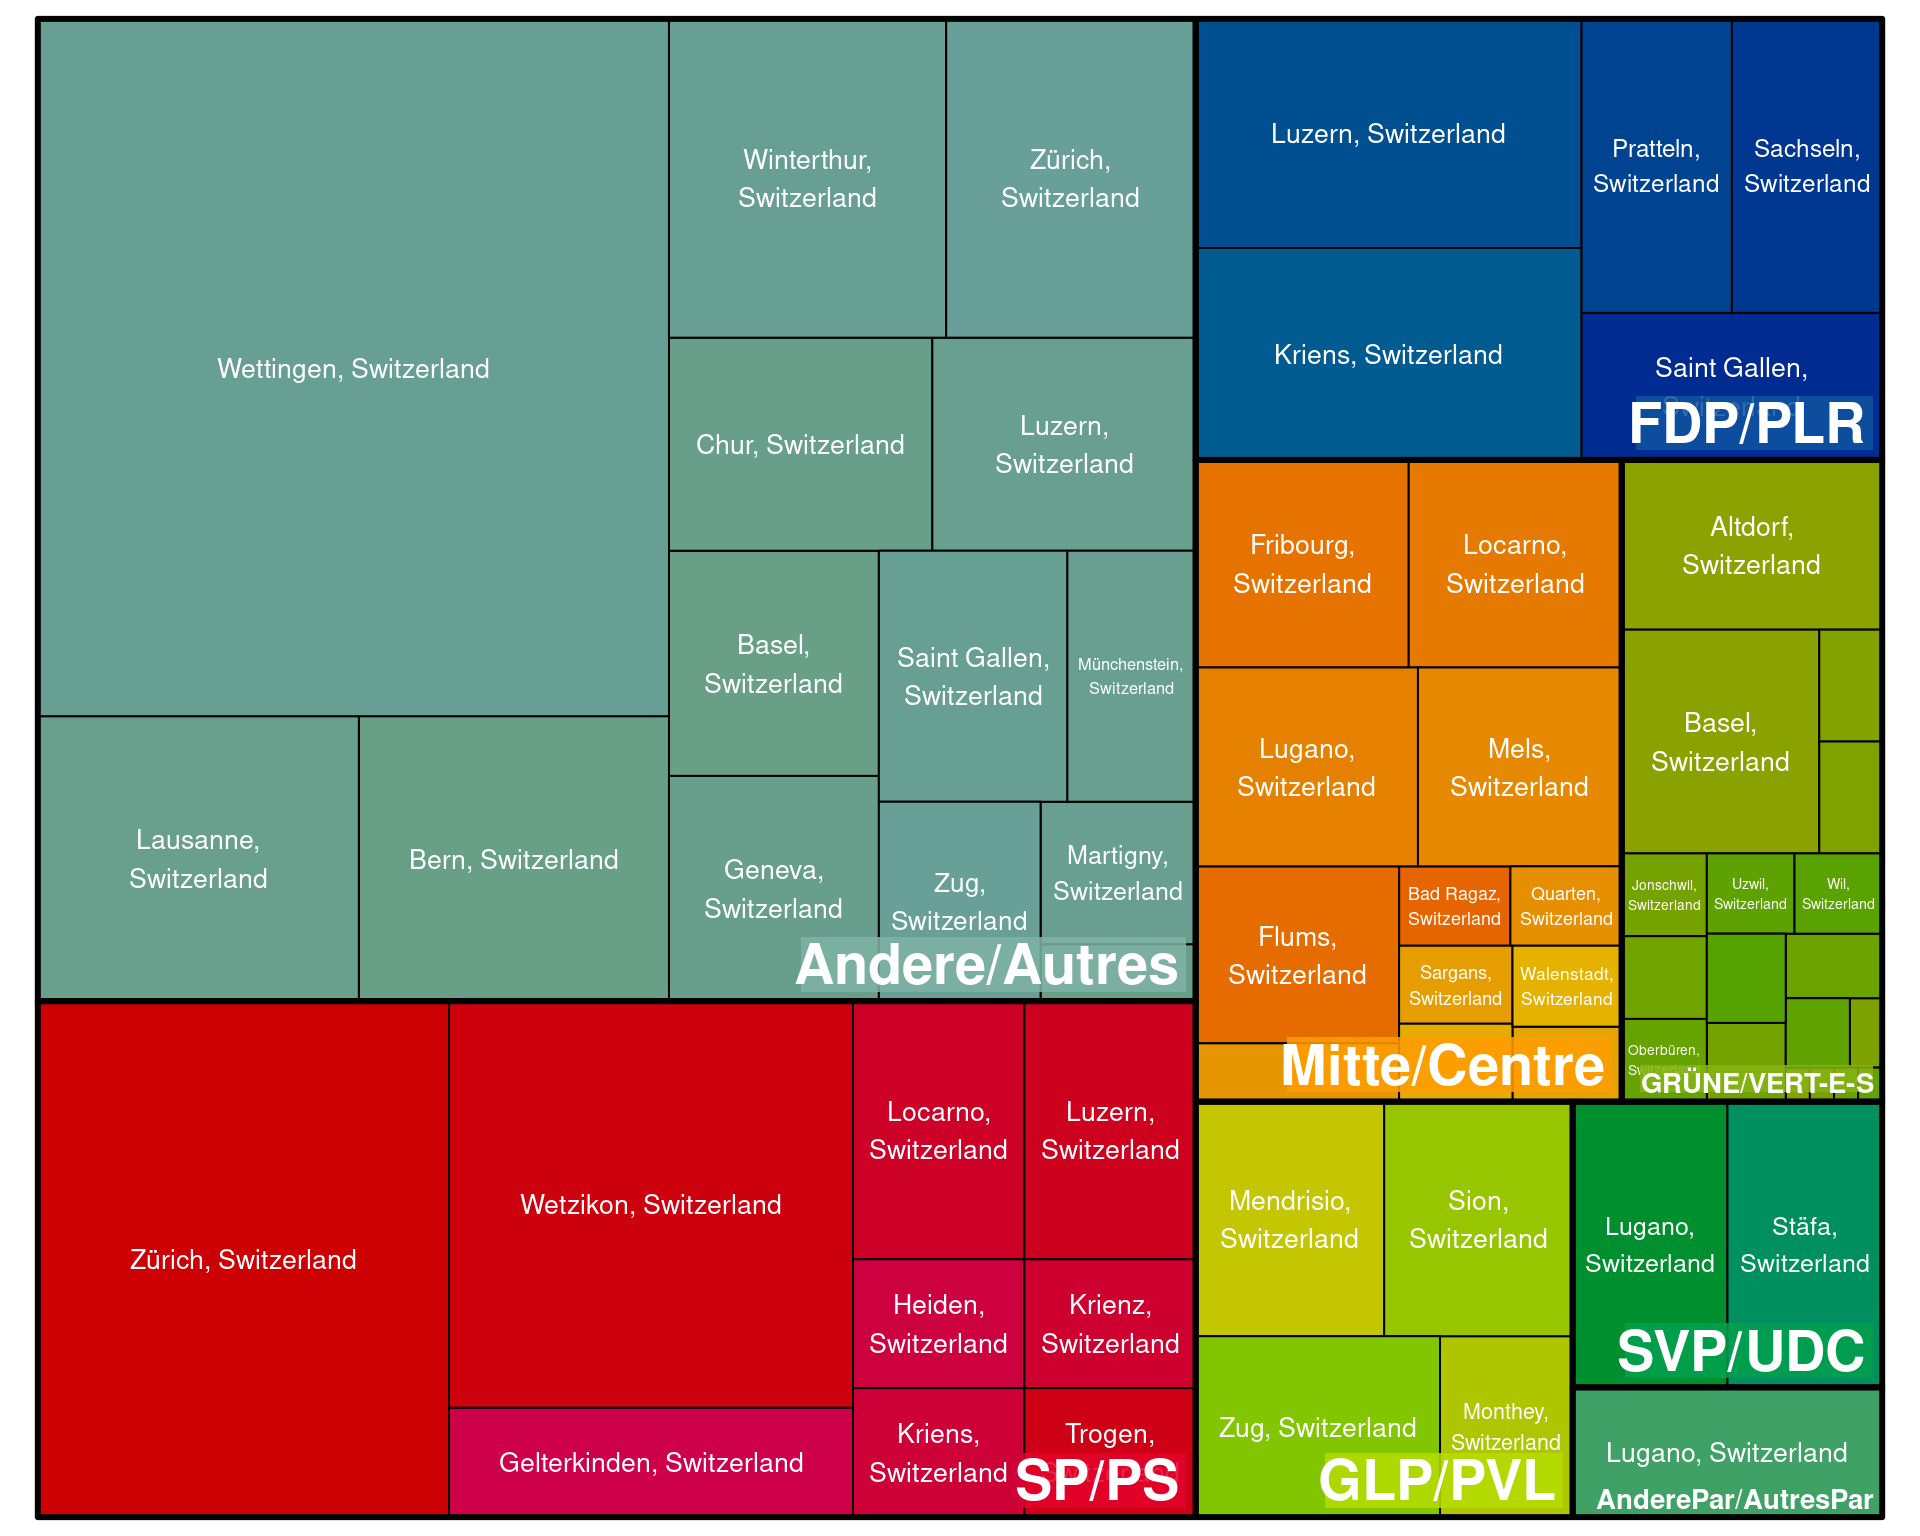 Wettingen, Switzerland
Winterthur,
Switzerland
Zürich,
Switzerland
Chur, Switzerland
Luzern,
Switzerland
Basel,
Switzerland
Saint Gallen,
Switzerland
Münchenstein,
Switzerland
Lausanne,
Switzerland
Bern, Switzerland
Geneva,
Switzerland
Zug,
Switzerland
Martigny,
Switzerland
Andere/Autres
Zürich, Switzerland
Wetzikon, Switzerland
Gelterkinden, Switzerland
Locarno,
Switzerland
Luzern,
Switzerland
Heiden,
Switzerland
Krienz,
Switzerland
Kriens,
Switzerland
Trogen,
Switzerland
SP/PS
Luzern, Switzerland
Kriens, Switzerland
Pratteln,
Switzerland
Sachseln,
Switzerland
Saint Gallen,
Switzerland
FDP/PLR
Fribourg,
Switzerland
Locarno,
Switzerland
Lugano,
Switzerland
Mels,
Switzerland
Flums,
Switzerland
Bad Ragaz,
Switzerland
Quarten,
Switzerland
Sargans,
Switzerland
Walenstadt,
Switzerland
Mitte/Centre
Altdorf,
Switzerland
Basel,
Switzerland
Jonschwil,
Switzerland
Uzwil,
Switzerland
Wil,
Switzerland
Oberbüren,
Switzerland
GRÜNE/VERT-E-S
Mendrisio,
Switzerland
Sion,
Switzerland
Zug, Switzerland
Monthey,
Switzerland
GLP/PVL
Lugano,
Switzerland
Stäfa,
Switzerland
SVP/UDC
Lugano, Switzerland
AnderePar/AutresPar